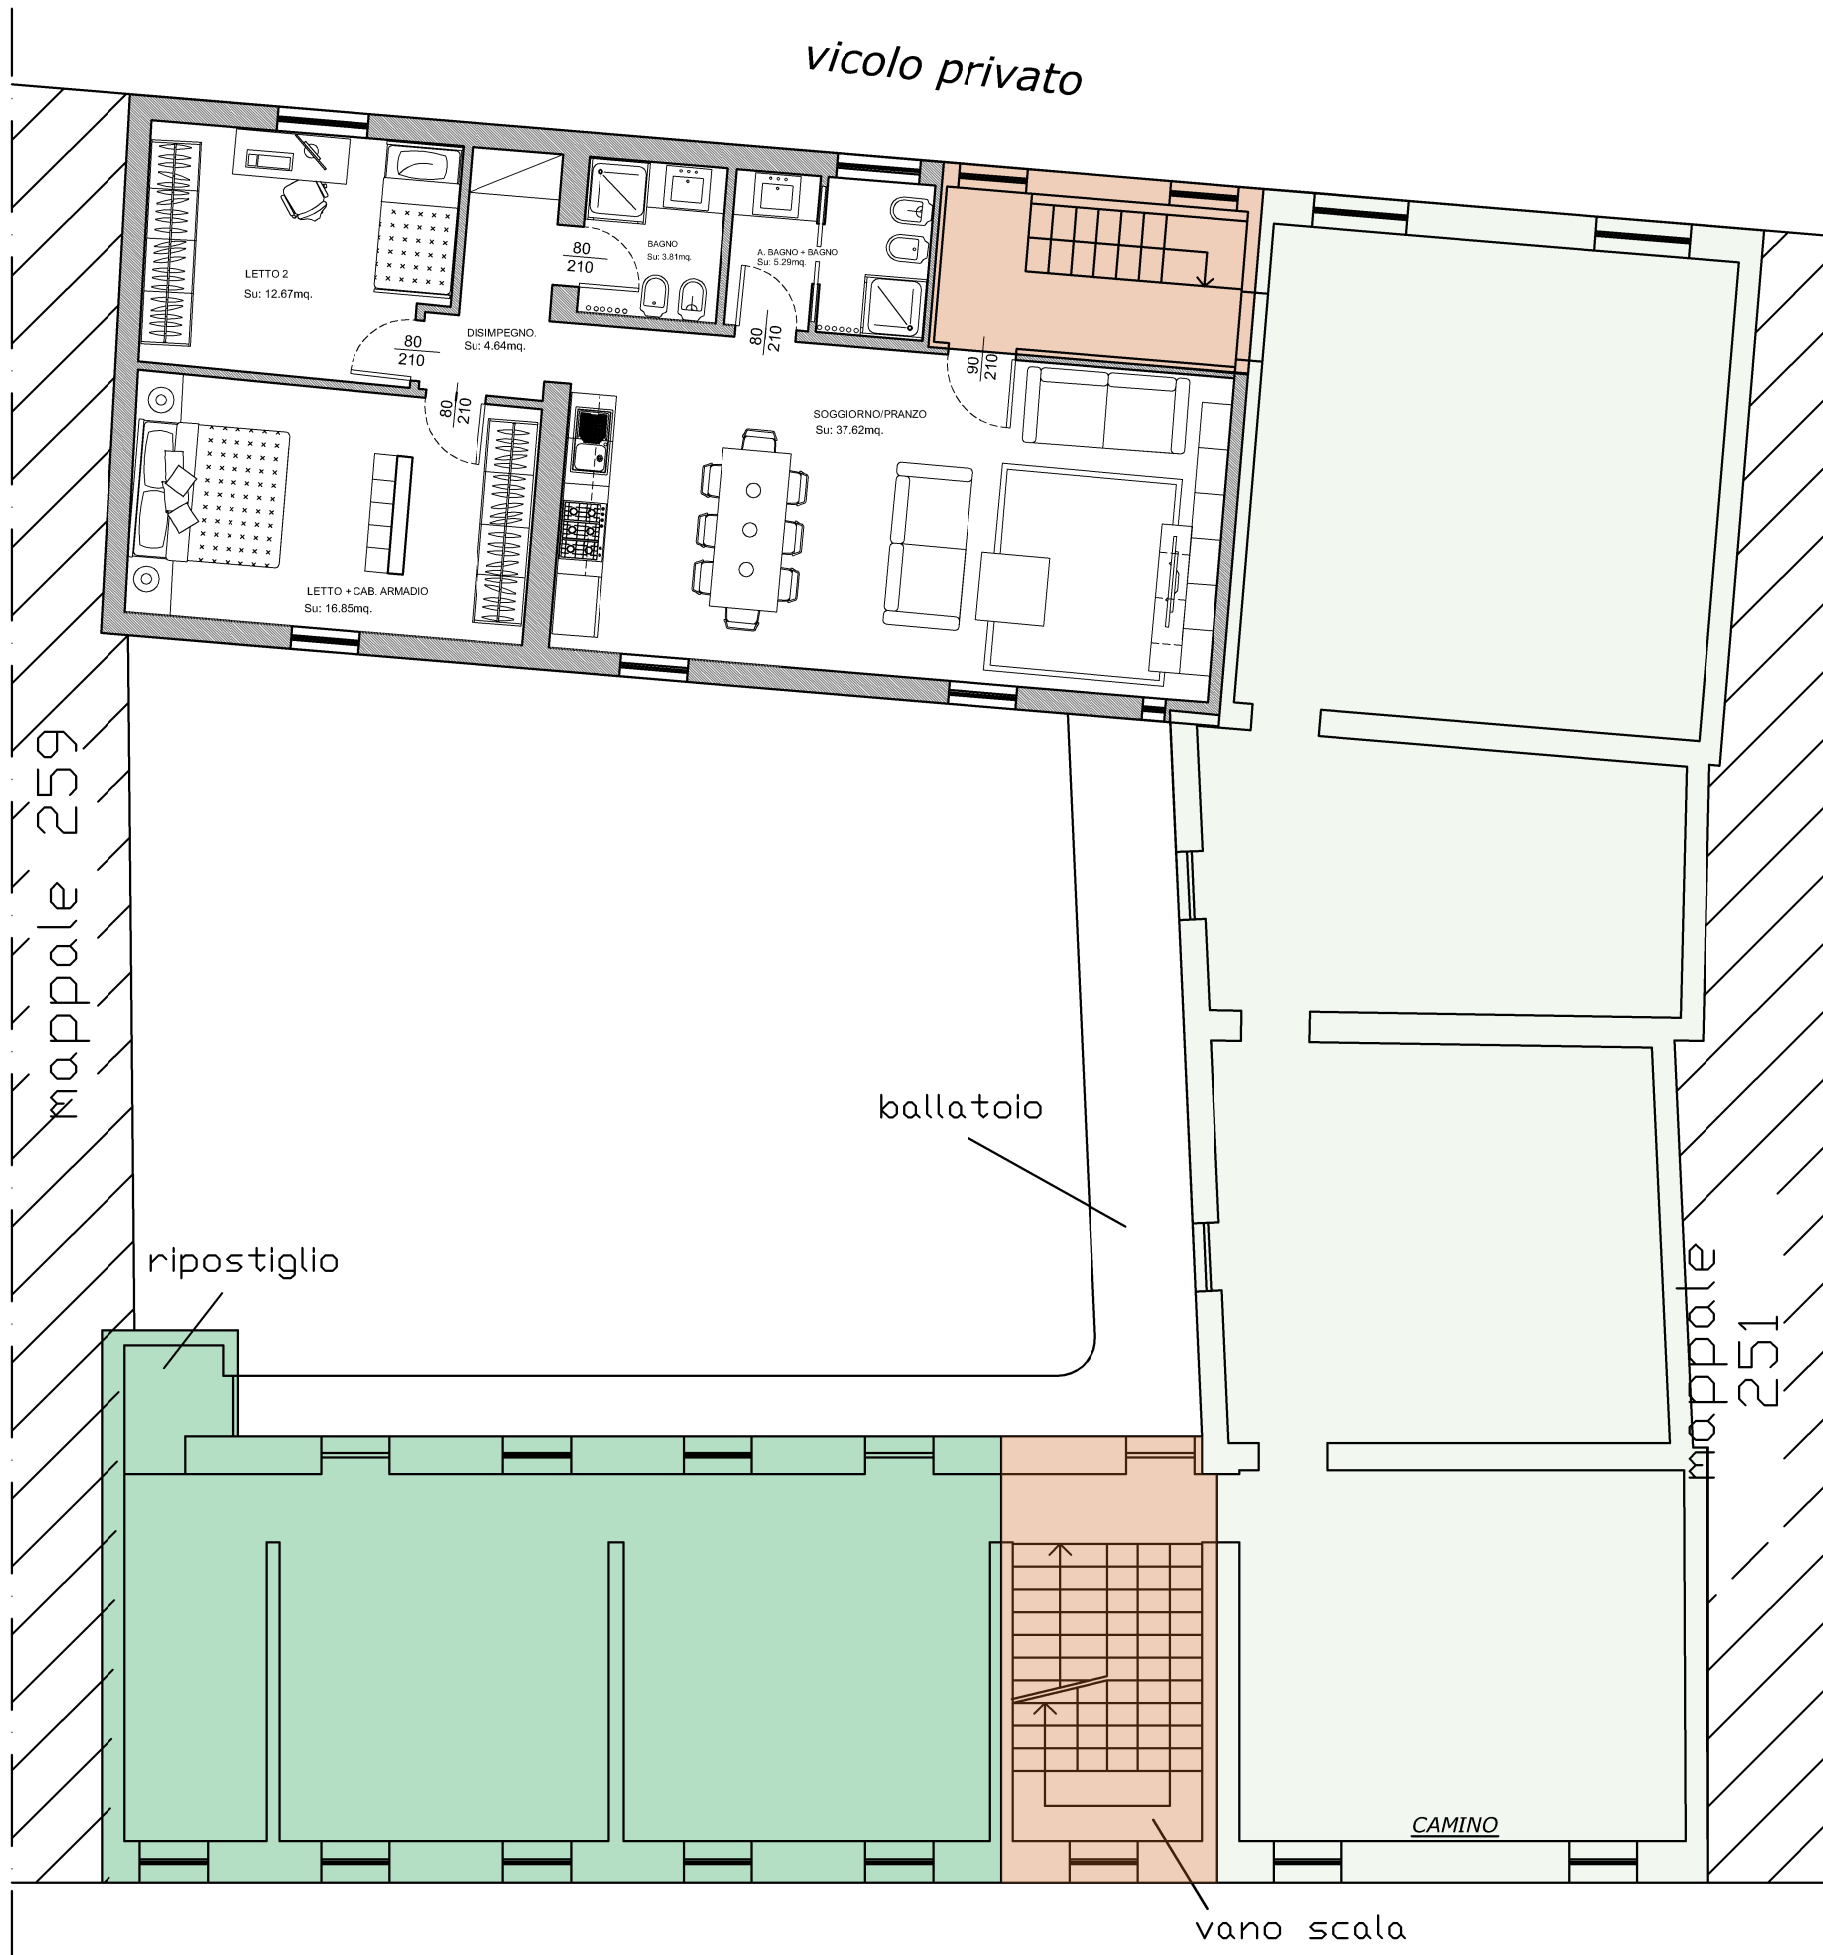 vicolo privato
LETTO 2
Su: 12.67mq.
80
210
BAGNO
Su: 3.81mq.
A. BAGNO + BAGNO
Su: 5.29mq.
DISIMPEGNO.
Su: 4.64mq.
80
210
80
210
90
210
80
210
SOGGIORNO/PRANZO
Su: 37.62mq.
LETTO +CAB. ARMADIO
Su: 16.85mq.
mappale 259
ballatoio
ripostiglio
mappale
251
CAMINO
vano scala